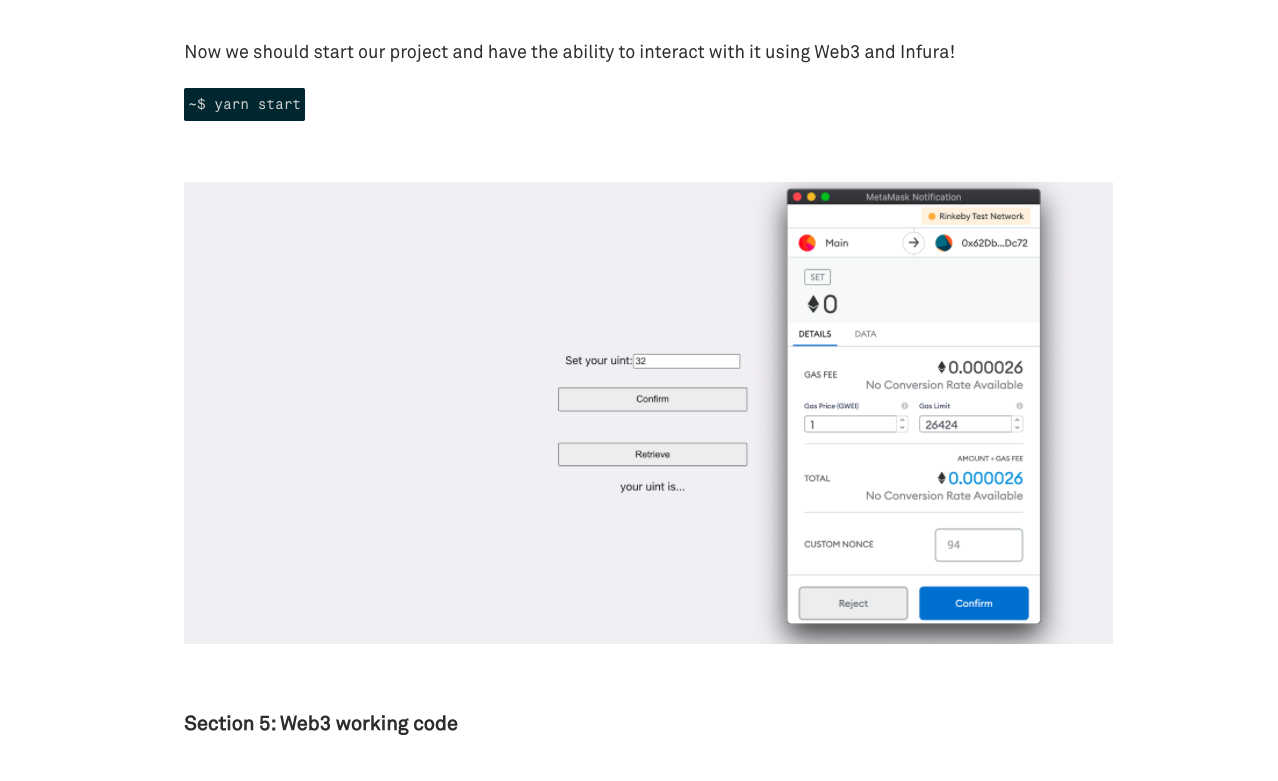 Now we should start our project and have the ability to interact with it using Web3 and Infura!
~$ yarn start
MetaMask Notification
Rinkeby Test Network
Main
0x62Db...Dc72
SET
0
DETAILS
DATA
Set your uint:
32
Confirm
Retrieve
your uint is...
GAS FEE
0.000026
No Conversion Rate Available
Gas Price (GWEI)
Gas Limit
1
26424
AMOUNT + GAS FEE
TOTAL
0.000026
No Conversion Rate Available
CUSTOM NONCE
94
Reject
Confirm
Section 5: Web3 working code